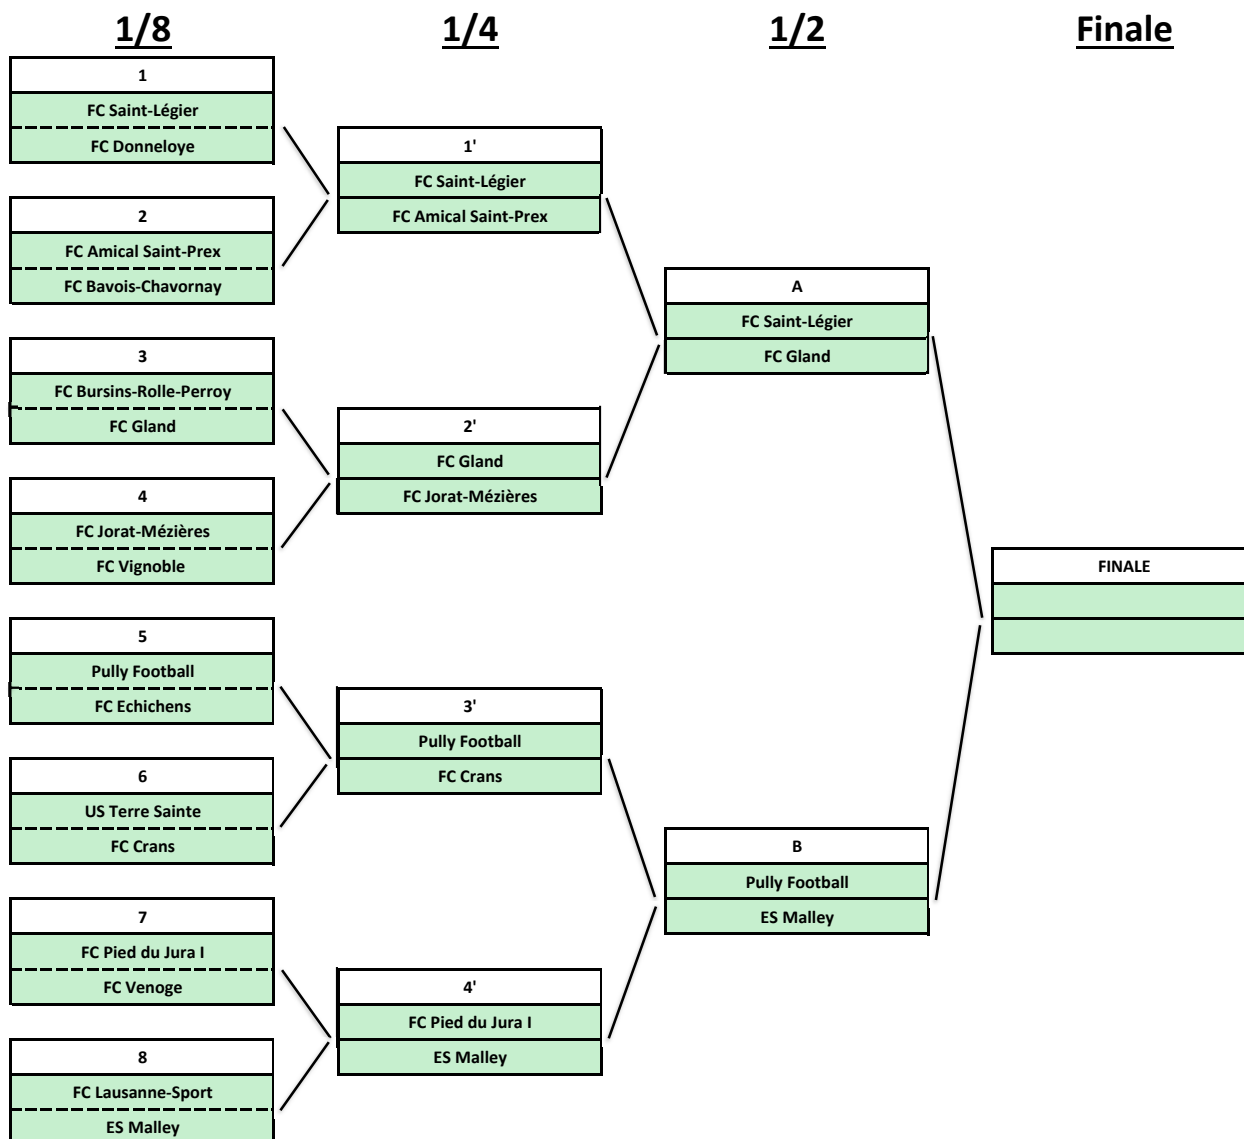 1/8
1/4
1/2
Finale
1
FC Saint-Légier
FC Donneloye
2
FC Amical Saint-Prex
FC Bavois-Chavornay
3
FC Bursins-Rolle-Perroy
FC Gland
4
FC Jorat-Mézières
FC Vignoble
5
Pully Football
FC Echichens
6
US Terre Sainte
FC Crans
7
FC Pied du Jura I
FC Venoge
8
FC Lausanne-Sport
ES Malley
1'
FC Saint-Légier
FC Amical Saint-Prex
2'
FC Gland
FC Jorat-Mézières
3'
Pully Football
FC Crans
4'
FC Pied du Jura I
ES Malley
A
FC Saint-Légier
FC Gland
B
Pully Football
ES Malley
FINALE